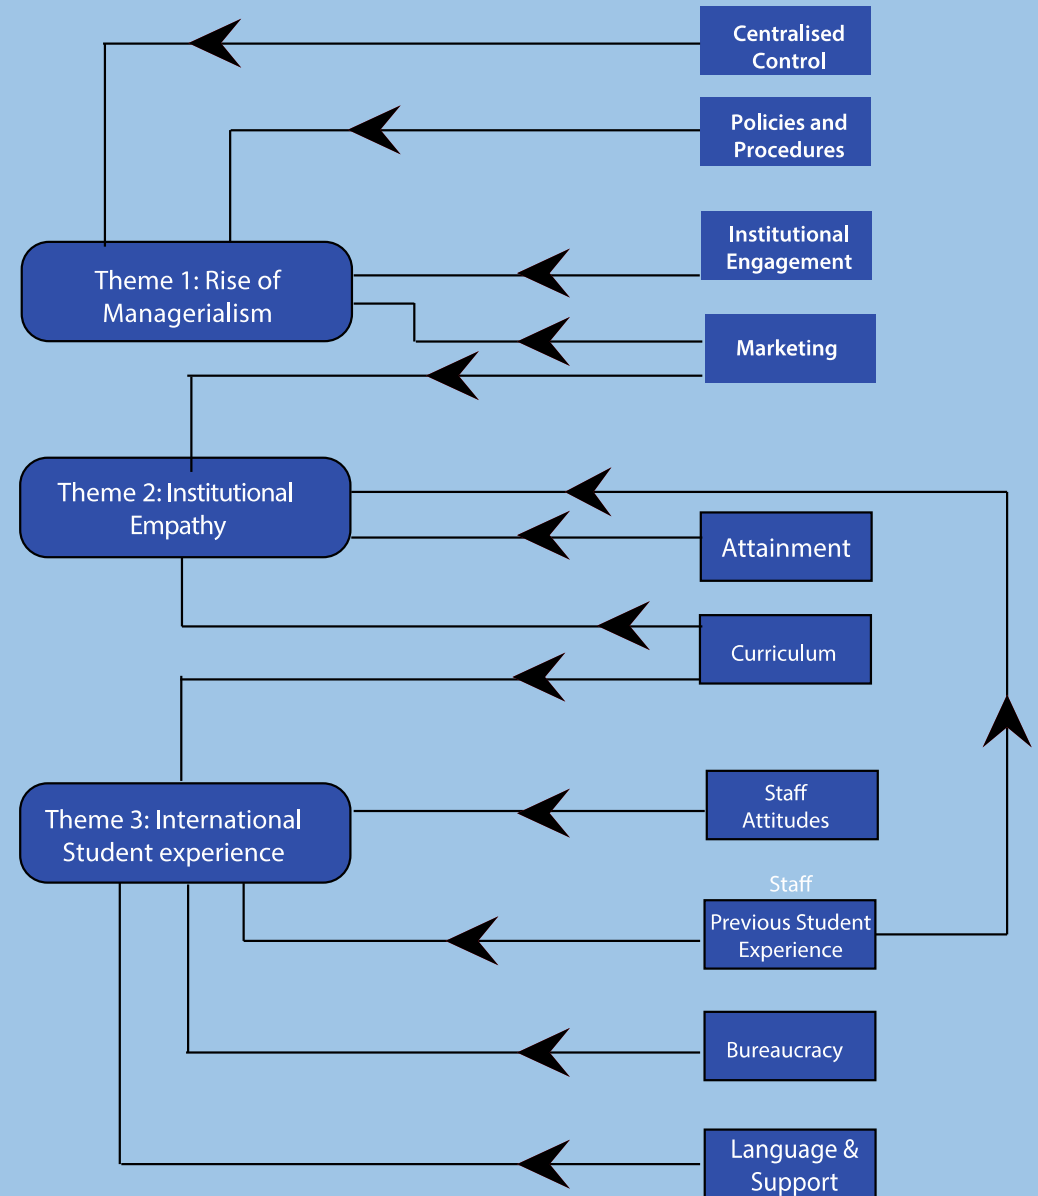 Centralised
Control
Policies and
Procedures
Institutional
Engagement
Theme 1: Rise of
Managerialism
Marketing
Theme 2: Institutional
Empathy
Attainment
Curriculum
Staff
Attitudes
Theme 3: International
Student experience
Staff
Previous Student
Experience
Bureaucracy
Language &
Support